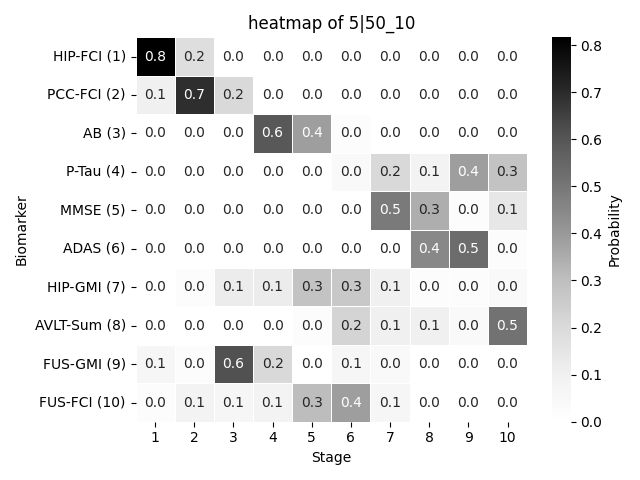 heatmap of 5|50_10
HIP-FCI (1) 0.8 0.2 0.0 0.0 0.0 0.0 0.0 0.0 0.0 0.0
PCC-FCI (2) 0.1 0.7 0.2 0.0 0.0 0.0 0.0 0.0 0.0 0.0
AB (3) 0.0 0.0 0.0 0.6 0.4 0.0 0.0 0.0 0.0 0.0
P-Tau (4) 0.0 0.0 0.0 0.0 0.0 0.0 0.2 0.1 0.4 0.3
MMSE (5) 0.0 0.0 0.0 0.0 0.0 0.0 0.5 0.3 0.0 0.1
ADAS (6) 0.0 0.0 0.0 0.0 0.0 0.0 0.0 0.4 0.5 0.0
HIP-GMI (7) 0.0 0.0 0.1 0.1 0.3 0.3 0.1 0.0 0.0 0.0
AVLT-Sum (8) 0.0 0.0 0.0 0.0 0.0 0.2 0.1 0.1 0.0 0.5
FUS-GMI (9) 0.1 0.0 0.6 0.2 0.0 0.1 0.0 0.0 0.0 0.0
FUS-FCI (10) 0.0 0.1 0.1 0.1 0.3 0.4 0.1 0.0 0.0 0.0
1 2 3 4 5 6 7 8 9 10
Stage
Biomarker
0.8
0.7
0.6
0.5
0.4
0.3
0.2
0.1
0.0
Probability